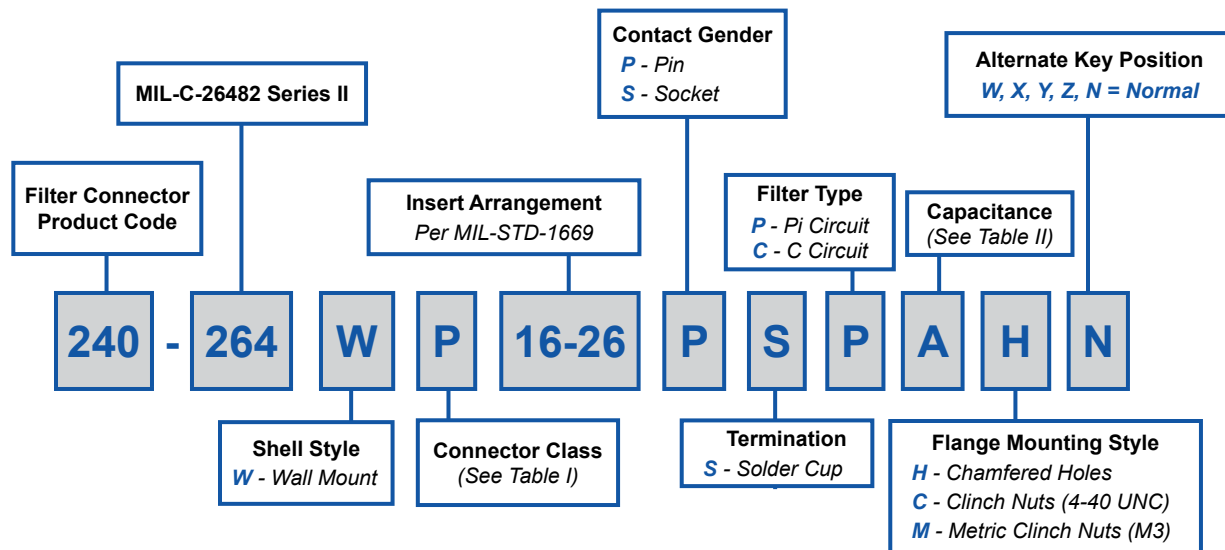 Contact Gender
P - Pin
S - Socket
Alternate Key Position
W, X, Y, Z, N = Normal
MIL-C-26482 Series II
Filter Connector
Product Code
Insert Arrangement
Per MIL-STD-1669
Filter Type
P - Pi Circuit
C - C Circuit
Capacitance
(See Table II)
240 - 264 W P 16-26 P S P A H N
Shell Style
W - Wall Mount
Connector Class
(See Table I)
Termination
S - Solder Cup
Flange Mounting Style
H - Chamfered Holes
C - Clinch Nuts (4-40 UNC)
M - Metric Clinch Nuts (M3)